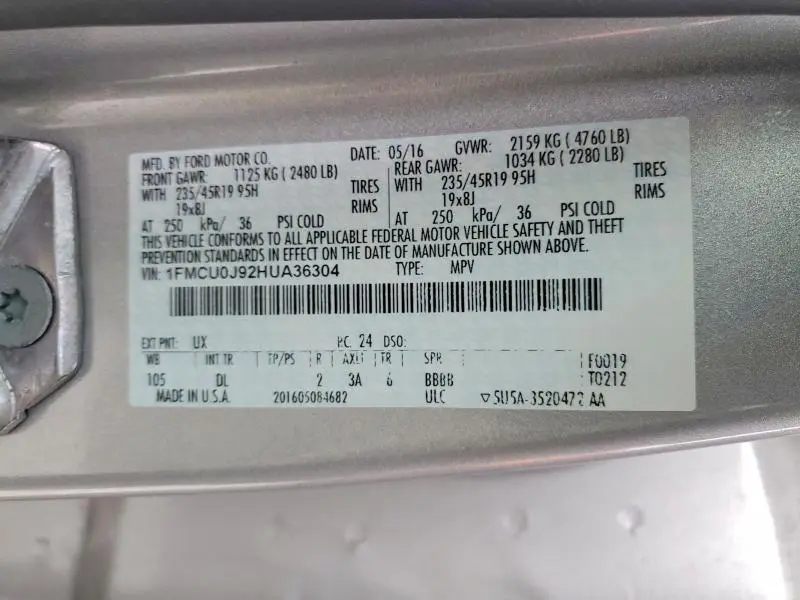 MFD. BY FORD MOTOR CO. DATE: 05/16 GVWR: 2159 KG ( 4760 LB)
FRONT GAWR: 1125 KG ( 2480 LB) REAR GAWR: 1034 KG ( 2280 LB)
WITH 235/45R19 95H TIRES WITH 235/45R19 95H TIRES
19x8J RIMS 19x8J RIMS
AT 250 kPa/ 36 PSI COLD AT 250 kPa/ 36 PSI COLD
THIS VEHICLE CONFORMS TO ALL APPLICABLE FEDERAL MOTOR VEHICLE SAFETY AND THEFT
PREVENTION STANDARDS IN EFFECT ON THE DATE OF MANUFACTURE SHOWN ABOVE.
VIN: 1FMCU0J92HUA36304 TYPE: MPV
EXT PNT: UX RC: 24 DSO:
WB INT TR TP/PS R AXLE TR SPR F0019
105 DL 2 3A 6 BBBB T0212
MADE IN U.S.A. 201605084682 ULC ▽5U5A-3520472 AA